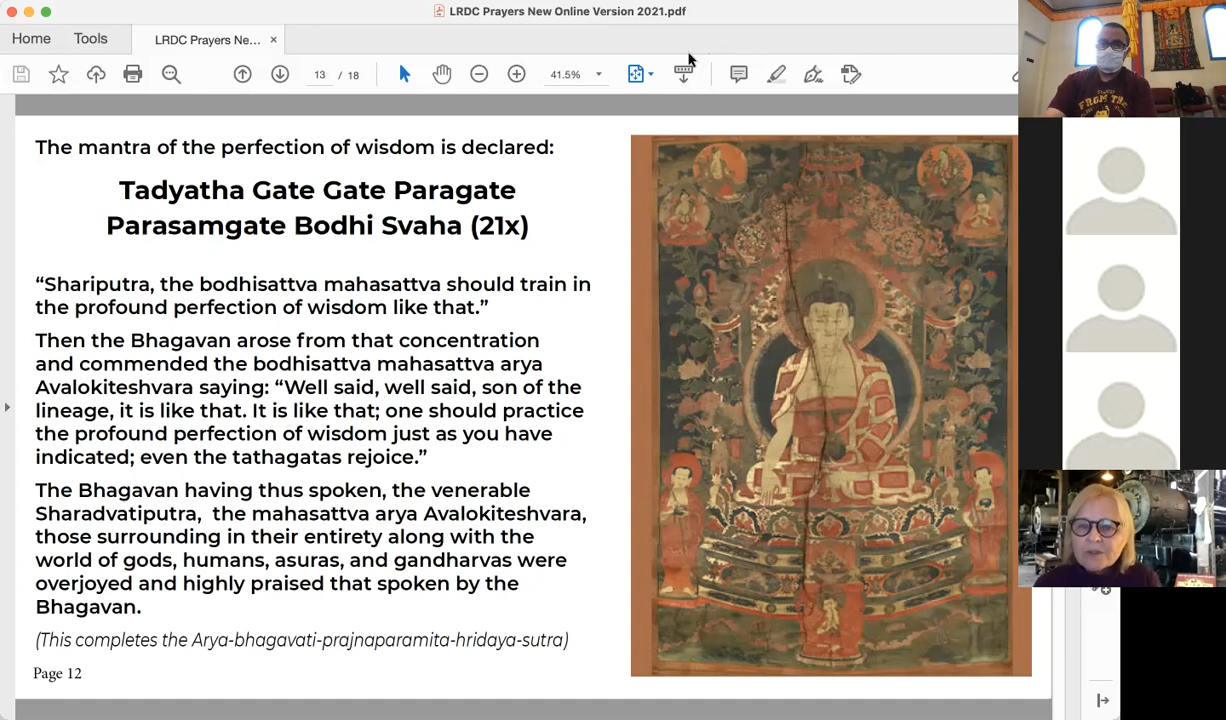 LRDC Prayers New Online Version 2021.pdf
Home Tools LRDC Prayers Ne... ×
13 / 18 41.5%
The mantra of the perfection of wisdom is declared:
Tadyatha Gate Gate Paragate
Parasamgate Bodhi Svaha (21x)
“Shariputra, the bodhisattva mahasattva should train in
the profound perfection of wisdom like that.”
Then the Bhagavan arose from that concentration
and commended the bodhisattva mahasattva arya
Avalokiteshvara saying: “Well said, well said, son of the
lineage, it is like that. It is like that; one should practice
the profound perfection of wisdom just as you have
indicated; even the tathagatas rejoice.”
The Bhagavan having thus spoken, the venerable
Sharadvatiputra, the mahasattva arya Avalokiteshvara,
those surrounding in their entirety along with the
world of gods, humans, asuras, and gandharvas were
overjoyed and highly praised that spoken by the
Bhagavan.
(This completes the Arya-bhagavati-prajnaparamita-hridaya-sutra)
Page 12
FROM THE